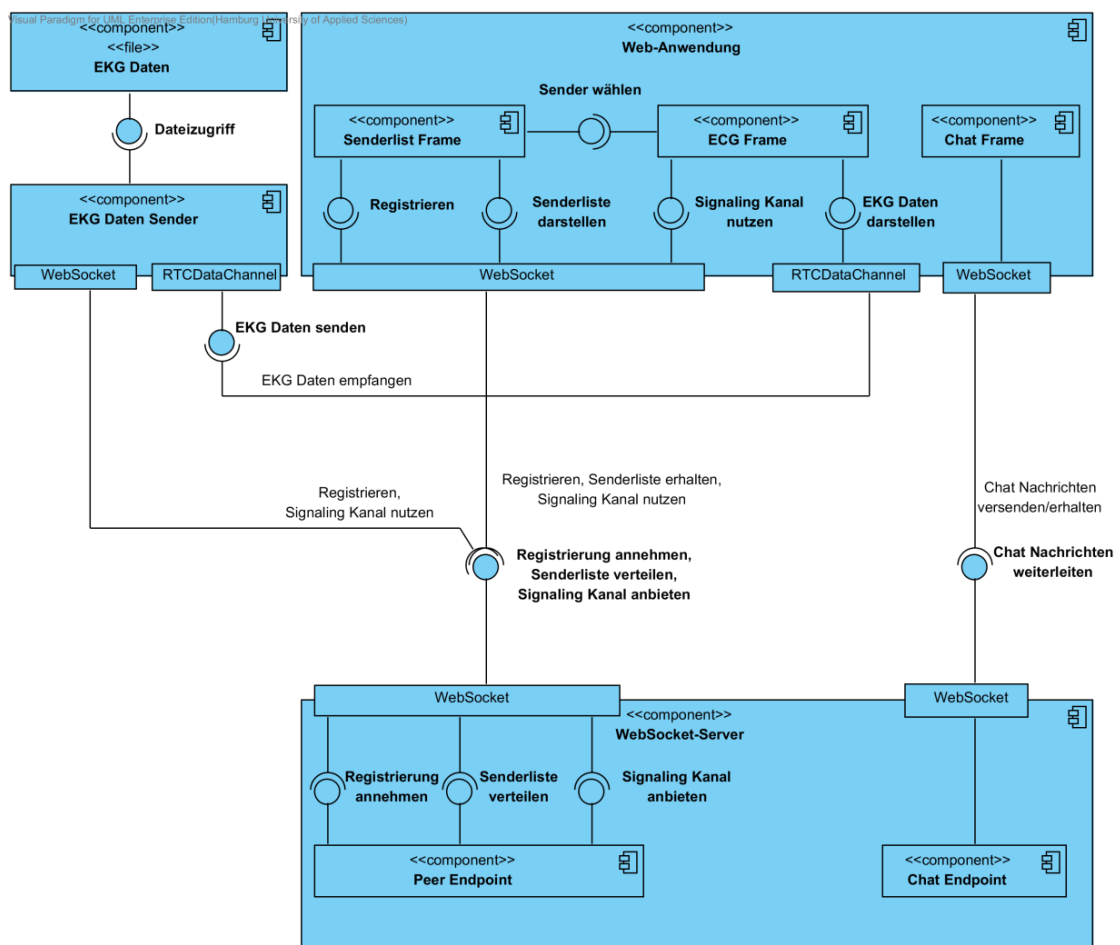 Visual Paradigm for UML Enterprise Edition(Hamburg University of Applied Sciences)
<<component>>
<<file>>
EKG Daten
Dateizugriff
<<component>>
EKG Daten Sender
WebSocket
RTCDataChannel
<<component>>
Web-Anwendung
Sender wählen
<<component>>
Senderlist Frame
<<component>>
ECG Frame
<<component>>
Chat Frame
Registrieren
Senderliste
darstellen
Signaling Kanal
nutzen
EKG Daten
darstellen
WebSocket
RTCDataChannel
WebSocket
EKG Daten senden
EKG Daten empfangen
Registrieren,
Signaling Kanal nutzen
Registrieren, Senderliste erhalten,
Signaling Kanal nutzen
Chat Nachrichten
versenden/erhalten
Registrierung annehmen,
Senderliste verteilen,
Signaling Kanal anbieten
Chat Nachrichten
weiterleiten
WebSocket
<<component>>
WebSocket-Server
WebSocket
Registrierung
annehmen
Senderliste
verteilen
Signaling Kanal
anbieten
<<component>>
Peer Endpoint
<<component>>
Chat Endpoint